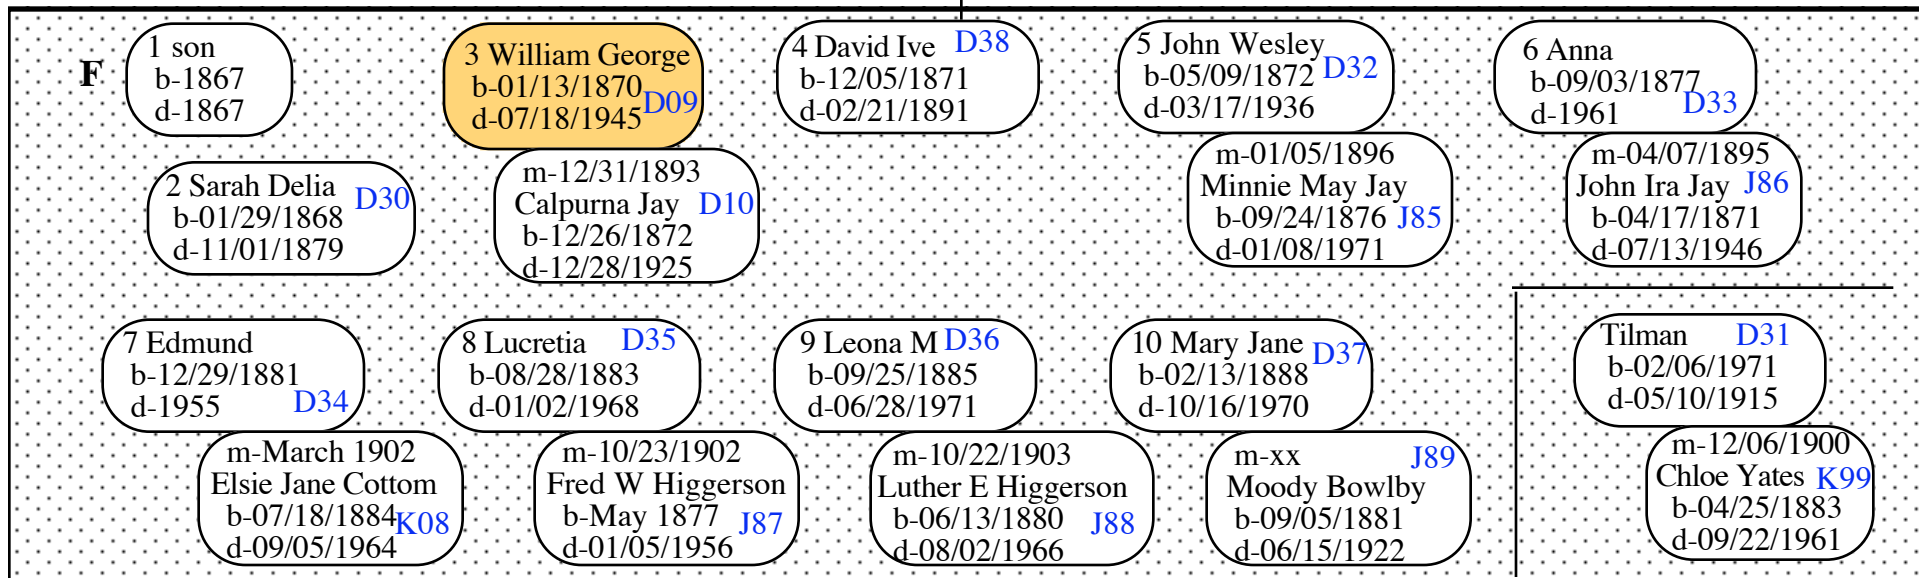 F
1 son
b-1867
d-1867
2 Sarah Delia D30
b-01/29/1868
d-11/01/1879
3 William George
b-01/13/1870 D09
d-07/18/1945
m-12/31/1893
Calpurna Jay D10
b-12/26/1872
d-12/28/1925
4 David Ive D38
b-12/05/1871
d-02/21/1891
5 John Wesley
b-05/09/1872 D32
d-03/17/1936
m-01/05/1896
Minnie May Jay
b-09/24/1876 J85
d-01/08/1971
6 Anna
b-09/03/1877
d-1961 D33
m-04/07/1895
John Ira Jay J86
b-04/17/1871
d-07/13/1946
7 Edmund
b-12/29/1881
d-1955 D34
m-March 1902
Elsie Jane Cottom
b-07/18/1884 K08
d-09/05/1964
8 Lucretia D35
b-08/28/1883
d-01/02/1968
m-10/23/1902
Fred W Higgerson
b-May 1877 J87
d-01/05/1956
9 Leona M D36
b-09/25/1885
d-06/28/1971
m-10/22/1903
Luther E Higgerson
b-06/13/1880 J88
d-08/02/1966
10 Mary Jane D37
b-02/13/1888
d-10/16/1970
m-xx J89
Moody Bowlby
b-09/05/1881
d-06/15/1922
Tilman D31
b-02/06/1971
d-05/10/1915
m-12/06/1900
Chloe Yates K99
b-04/25/1883
d-09/22/1961